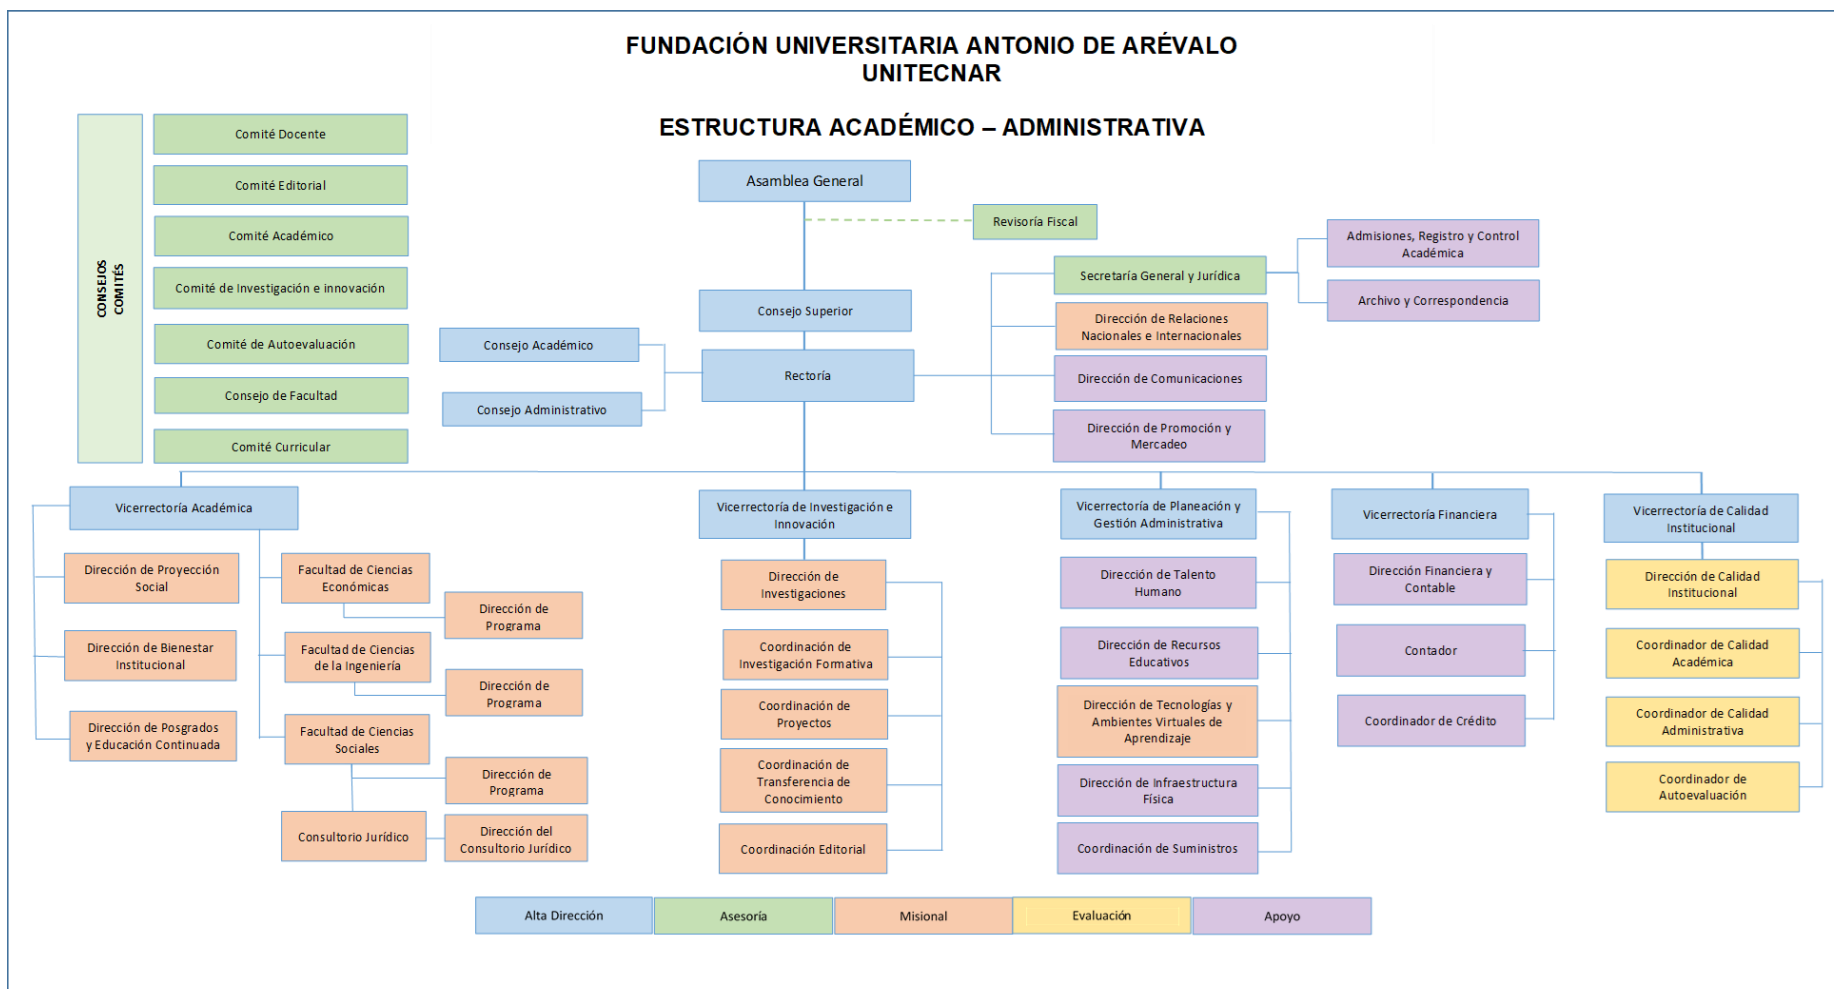 FUNDACIÓN UNIVERSITARIA ANTONIO DE ARÉVALO
UNITECNAR
ESTRUCTURA ACADÉMICO – ADMINISTRATIVA
CONSEJOS
COMITÉS
Comité Docente
Comité Editorial
Comité Académico
Comité de Investigación e innovación
Comité de Autoevaluación
Consejo de Facultad
Comité Curricular
Asamblea General
Revisoría Fiscal
Consejo Superior
Consejo Académico
Rectoría
Consejo Administrativo
Secretaría General y Jurídica
Admisiones, Registro y Control
Académica
Archivo y Correspondencia
Dirección de Relaciones
Nacionales e Internacionales
Dirección de Comunicaciones
Dirección de Promoción y
Mercadeo
Vicerrectoría Académica
Dirección de Proyección
Social
Dirección de Bienestar
Institucional
Dirección de Posgrados
y Educación Continuada
Facultad de Ciencias
Económicas
Dirección de
Programa
Facultad de Ciencias
de la Ingeniería
Dirección de
Programa
Facultad de Ciencias
Sociales
Dirección de
Programa
Consultorio Jurídico
Dirección del
Consultorio Jurídico
Vicerrectoría de Investigación e
Innovación
Dirección de
Investigaciones
Coordinación de
Investigación Formativa
Coordinación de
Proyectos
Coordinación de
Transferencia de
Conocimiento
Coordinación Editorial
Vicerrectoría de Planeación y
Gestión Administrativa
Dirección de Talento
Humano
Dirección de Recursos
Educativos
Dirección de Tecnologías y
Ambientes Virtuales de
Aprendizaje
Dirección de Infraestructura
Física
Coordinación de Suministros
Vicerrectoría Financiera
Dirección Financiera y
Contable
Contador
Coordinador de Crédito
Vicerrectoría de Calidad
Institucional
Dirección de Calidad
Institucional
Coordinador de Calidad
Académica
Coordinador de Calidad
Administrativa
Coordinador de
Autoevaluación
Alta Dirección
Asesoría
Misional
Evaluación
Apoyo